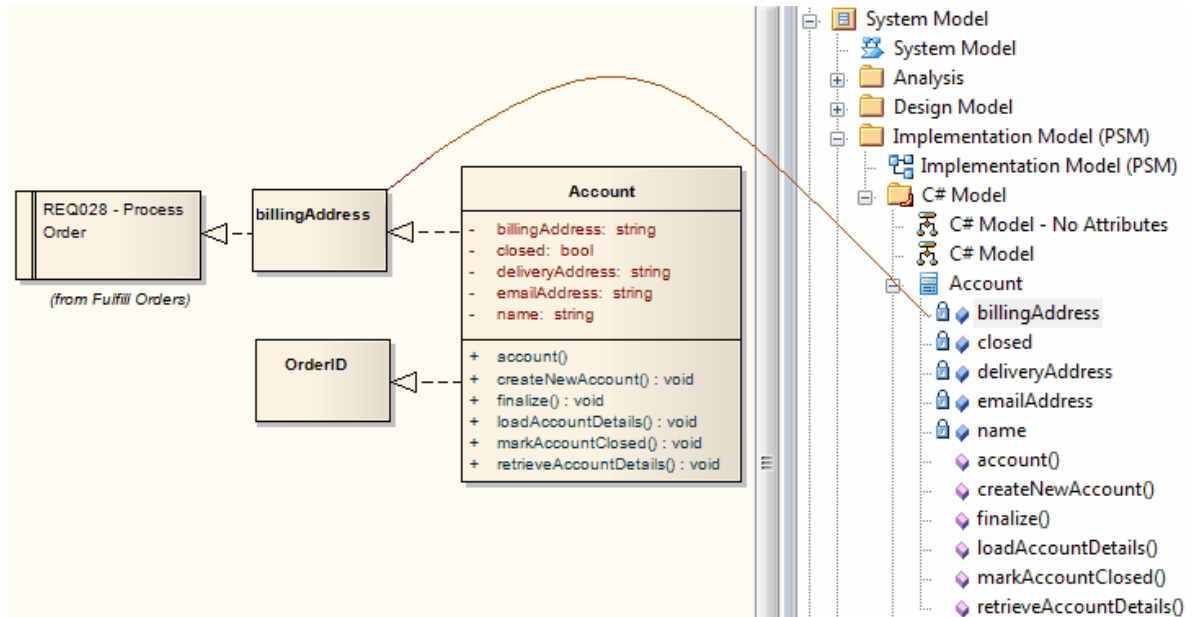 REQ028 - Process
Order
(from Fulfill Orders)
billingAddress
OrderID
Account
- billingAddress: string
- closed: bool
- deliveryAddress: string
- emailAddress: string
- name: string
+ account()
+ createNewAccount() : void
+ finalize() : void
+ loadAccountDetails() : void
+ markAccountClosed() : void
+ retrieveAccountDetails() : void
System Model
System Model
Analysis
Design Model
Implementation Model (PSM)
Implementation Model (PSM)
C# Model
C# Model - No Attributes
C# Model
Account
billingAddress
closed
deliveryAddress
emailAddress
name
account()
createNewAccount()
finalize()
loadAccountDetails()
markAccountClosed()
retrieveAccountDetails()